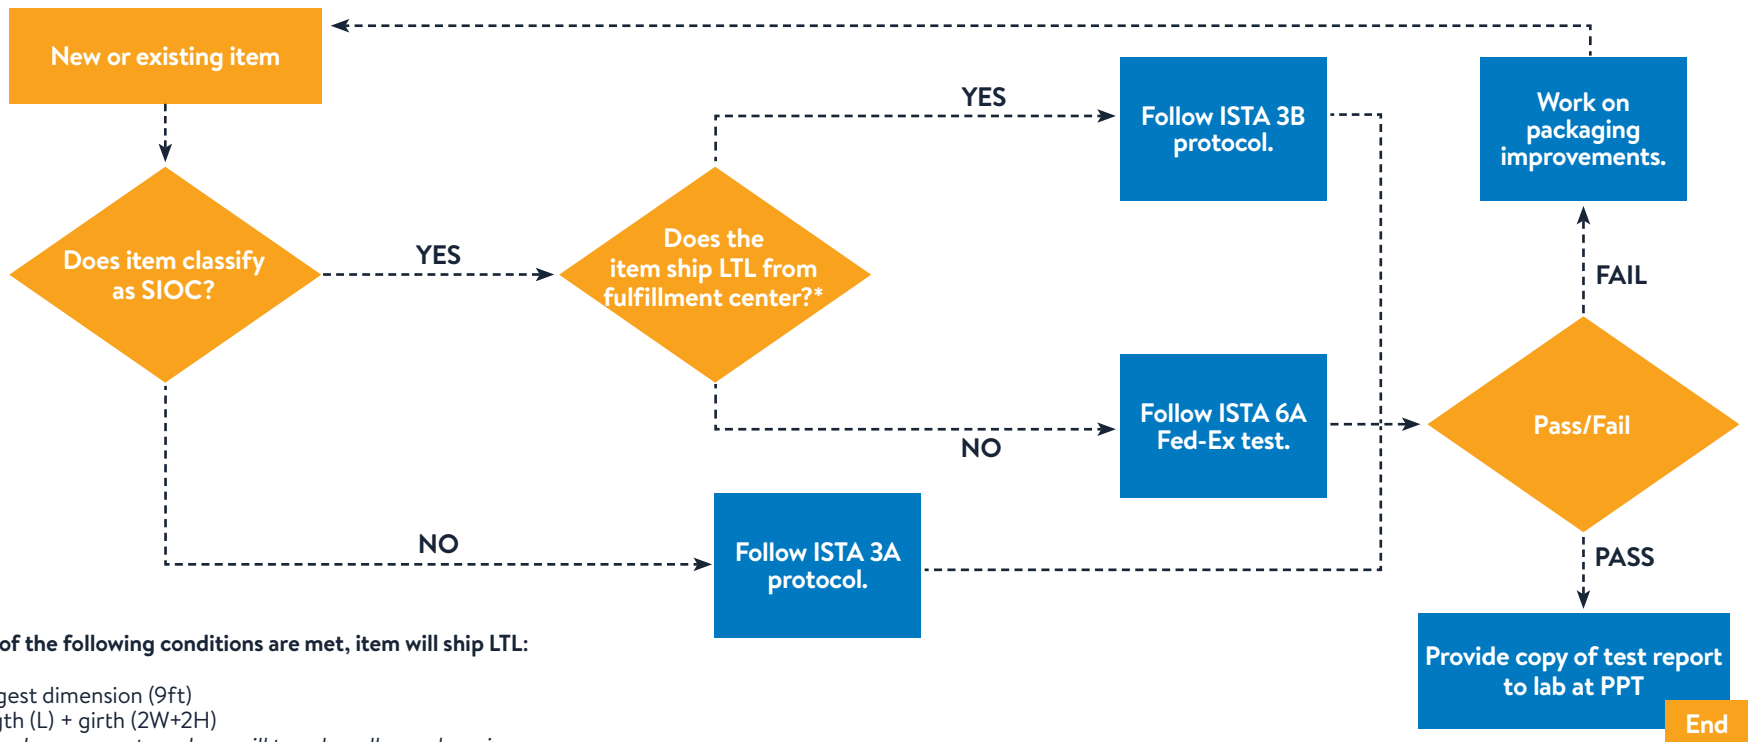 New or existing item
Does item classify
as SIOC?
YES
NO
Does the
item ship LTL from
fulfillment center?*
YES
NO
Follow ISTA 3B
protocol.
Follow ISTA 6A
Fed-Ex test.
Follow ISTA 3A
protocol.
Work on
packaging
improvements.
FAIL
Pass/Fail
PASS
Provide copy of test report
to lab at PPT
End
of the following conditions are met, item will ship LTL:
gest dimension (9ft)
gth (L) + girth (2W+2H)